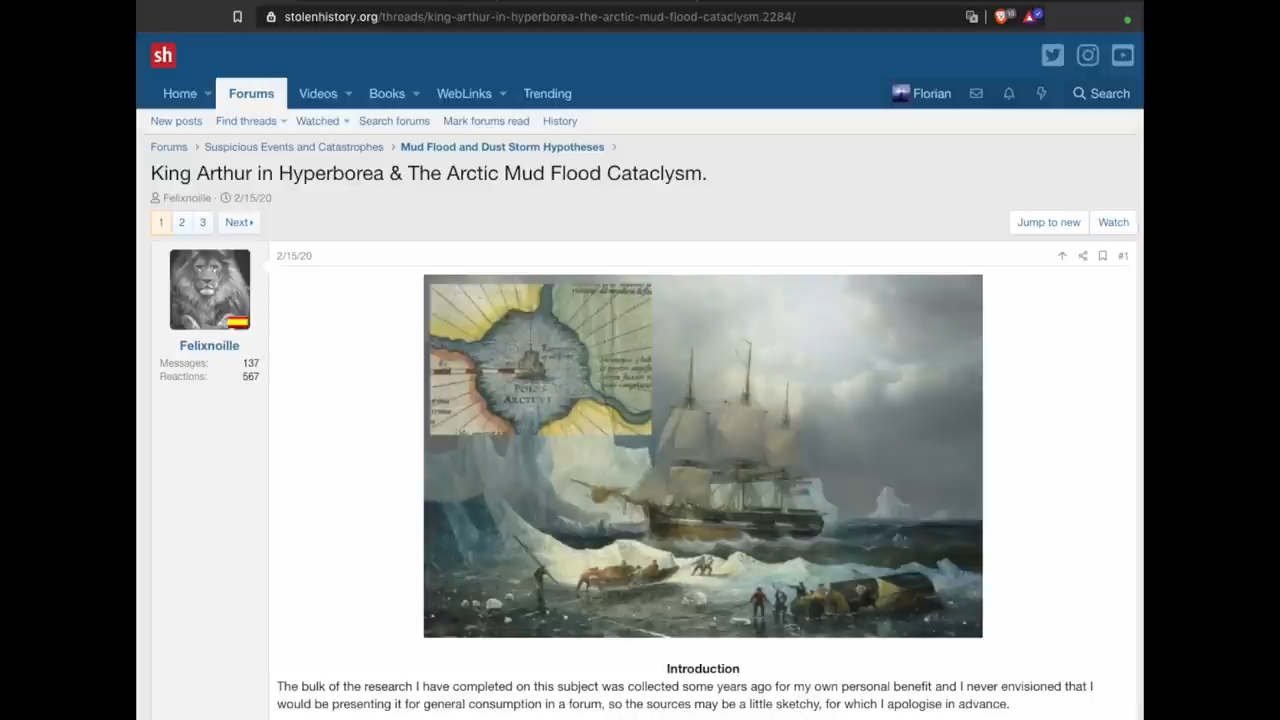 stolenhistory.org/threads/king-arthur-in-hyperborea-the-arctic-mud-flood-cataclysm.2284/
sh
Home Forums Videos Books WebLinks Trending Florian Search
New posts Find threads Watched Search forums Mark forums read History
Forums Suspicious Events and Catastrophes Mud Flood and Dust Storm Hypotheses
King Arthur in Hyperborea & The Arctic Mud Flood Cataclysm.
Felixnoille · 2/15/20
1 2 3 Next Jump to new Watch
2/15/20 #1
Felixnoille
Messages: 137
Reactions: 567
Introduction
The bulk of the research I have completed on this subject was collected some years ago for my own personal benefit and I never envisioned that I
would be presenting it for general consumption in a forum, so the sources may be a little sketchy, for which I apologise in advance.